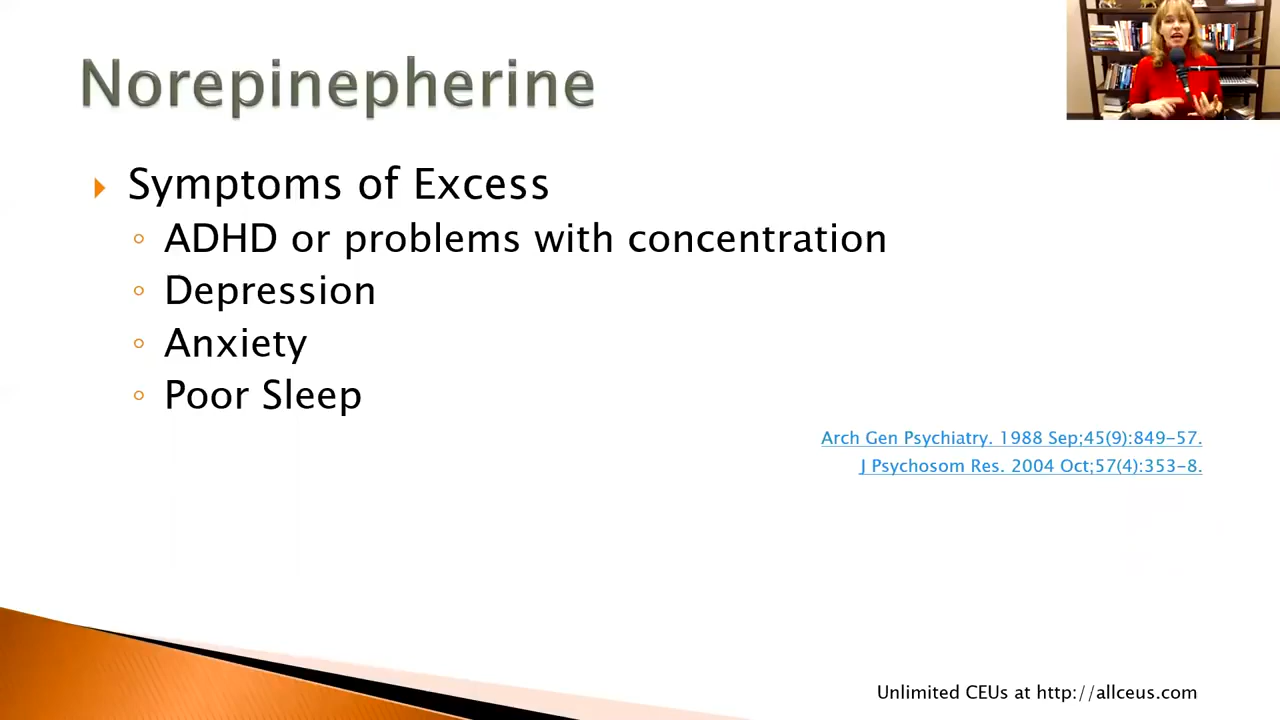 Norepinepherine
Symptoms of Excess
ADHD or problems with concentration
Depression
Anxiety
Poor Sleep
Arch Gen Psychiatry. 1988 Sep;45(9):849-57.
J Psychosom Res. 2004 Oct;57(4):353-8.
Unlimited CEUs at http://allceus.com